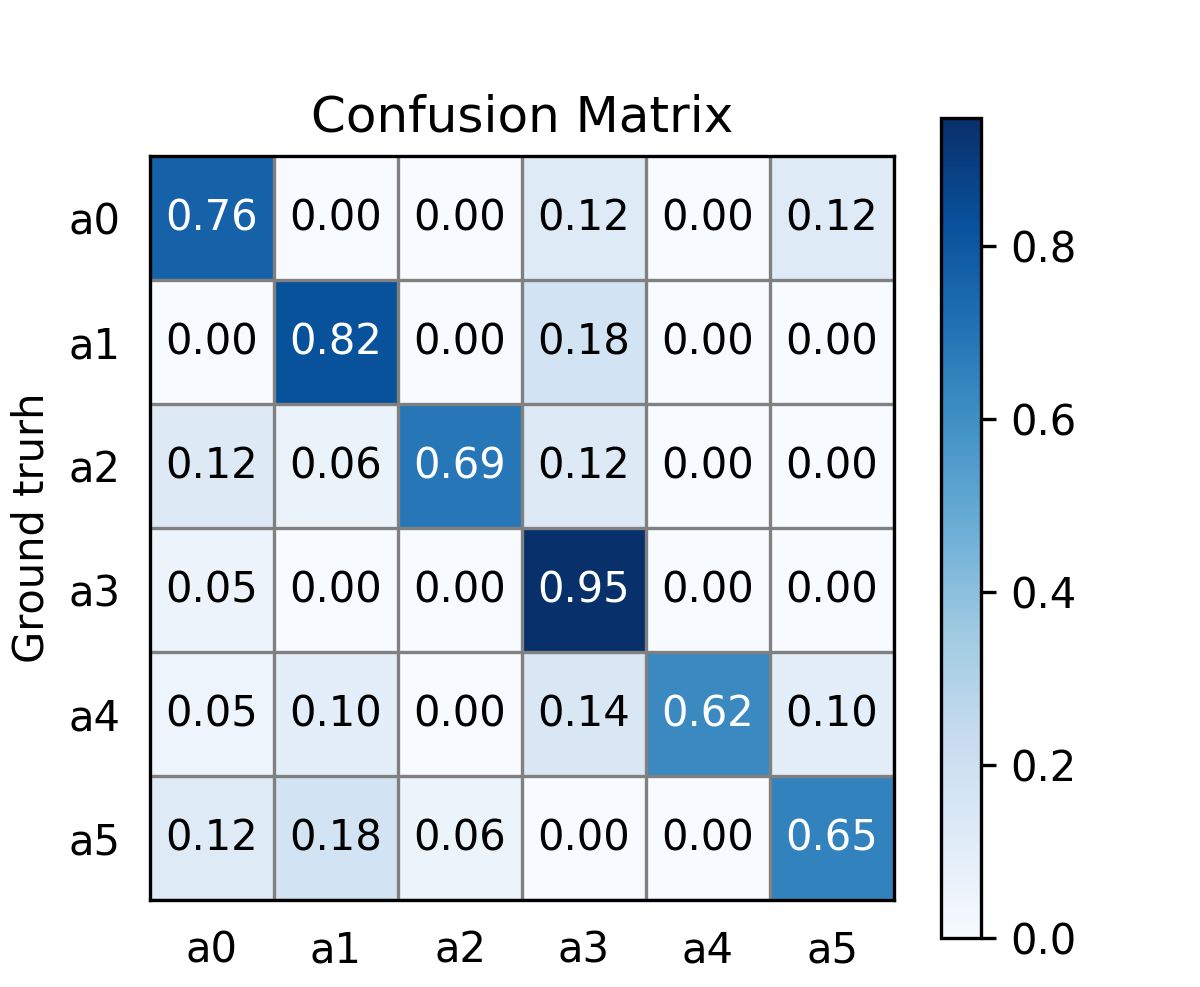 Confusion Matrix
a0 0.76 0.00 0.00 0.12 0.00 0.12
a1 0.00 0.82 0.00 0.18 0.00 0.00
a2 0.12 0.06 0.69 0.12 0.00 0.00
a3 0.05 0.00 0.00 0.95 0.00 0.00
a4 0.05 0.10 0.00 0.14 0.62 0.10
a5 0.12 0.18 0.06 0.00 0.00 0.65
a0 a1 a2 a3 a4 a5
Ground trurh
0.8
0.6
0.4
0.2
0.0